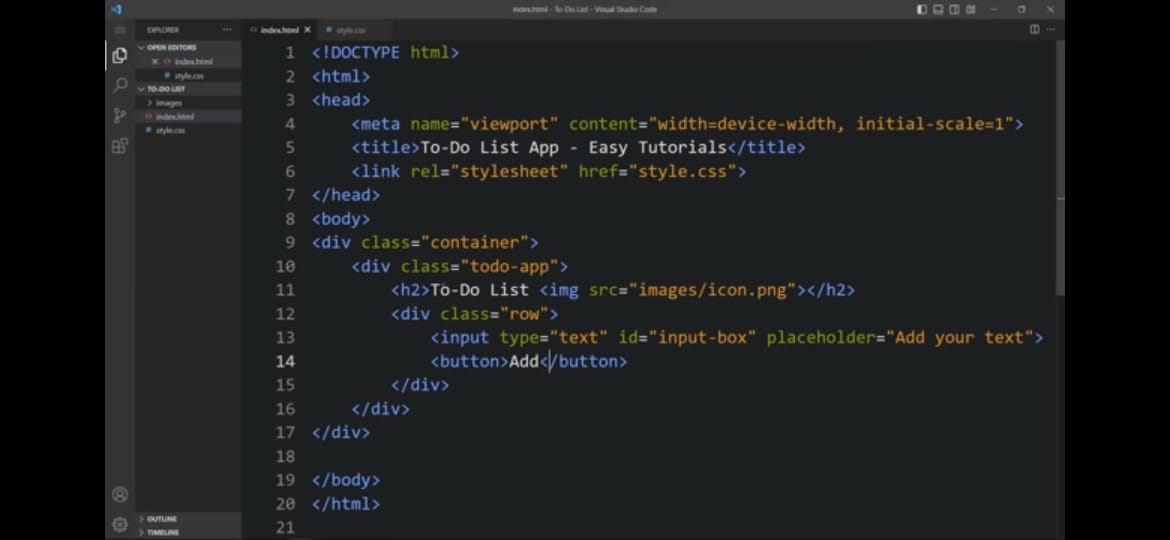 index.html - To-Do List - Visual Studio Code
EXPLORER
OPEN EDITORS
index.html
style.css
TO-DO LIST
images
index.html
style.css
OUTLINE
TIMELINE
index.html
style.css
1 <!DOCTYPE html>
2 <html>
3 <head>
4 <meta name="viewport" content="width=device-width, initial-scale=1">
5 <title>To-Do List App - Easy Tutorials</title>
6 <link rel="stylesheet" href="style.css">
7 </head>
8 <body>
9 <div class="container">
10 <div class="todo-app">
11 <h2>To-Do List <img src="images/icon.png"></h2>
12 <div class="row">
13 <input type="text" id="input-box" placeholder="Add your text">
14 <button>Add</button>
15 </div>
16 </div>
17 </div>
18
19 </body>
20 </html>
21